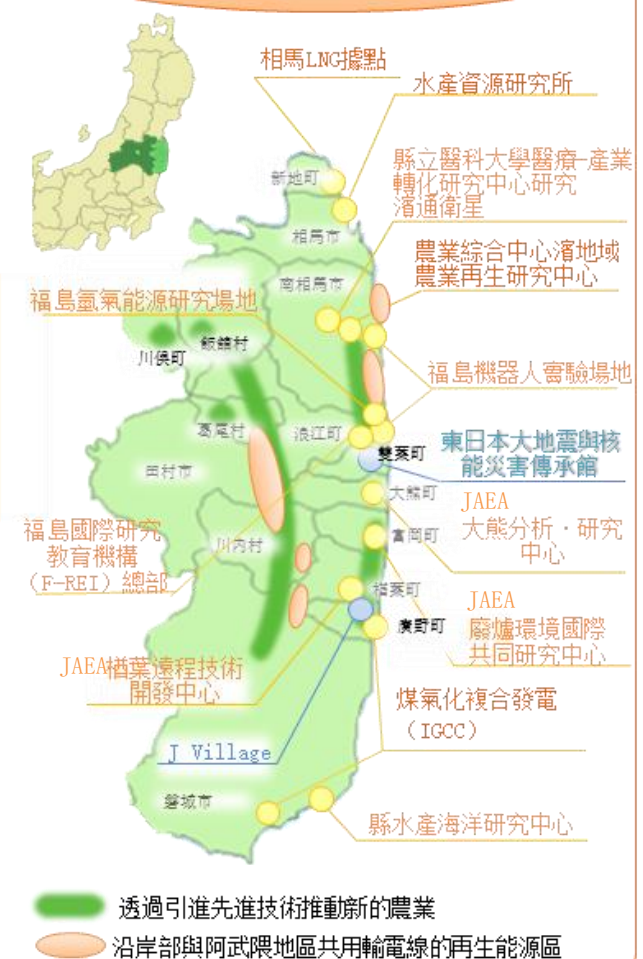 相馬LNG據點
水產資源研究所
縣立醫科大學醫療-產業
轉化研究中心研究
濱通衛星
新地町
相馬市
農業綜合中心濱地域
農業再生研究中心
南相馬市
福島氫氣能源研究場地
飯舘村
川俁町
福島機器人實驗場地
葛尾村
浪江町
雙葉町
東日本大地震與核
能災害傳承館
田村市
大熊町
JAEA
大熊分析·研究
中心
福島國際研究
教育機構
（F-REI）總部
川內村
富岡町
楢葉町
JAEA
廢爐環境國際
共同研究中心
廣野町
JAEA楢葉遠程技術
開發中心
煤氣化複合發電
（IGCC）
J Village
磐城市
縣水產海洋研究中心
透過引進先進技術推動新的農業
沿岸部與阿武隈地區共用輸電線的再生能源區